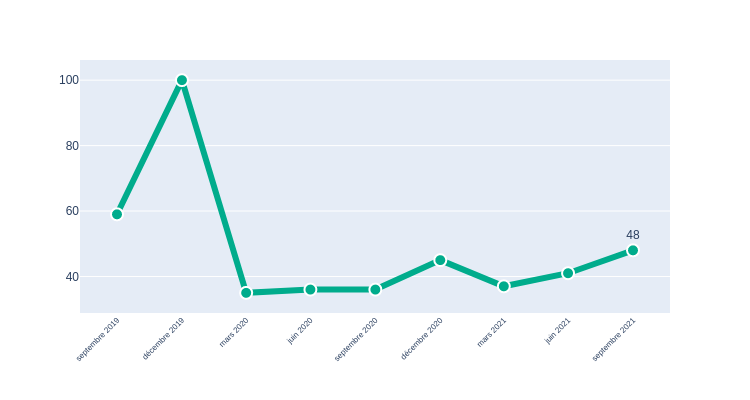 100
80
60
40
48
septembre 2019
décembre 2019
mars 2020
juin 2020
septembre 2020
décembre 2020
mars 2021
juin 2021
septembre 2021